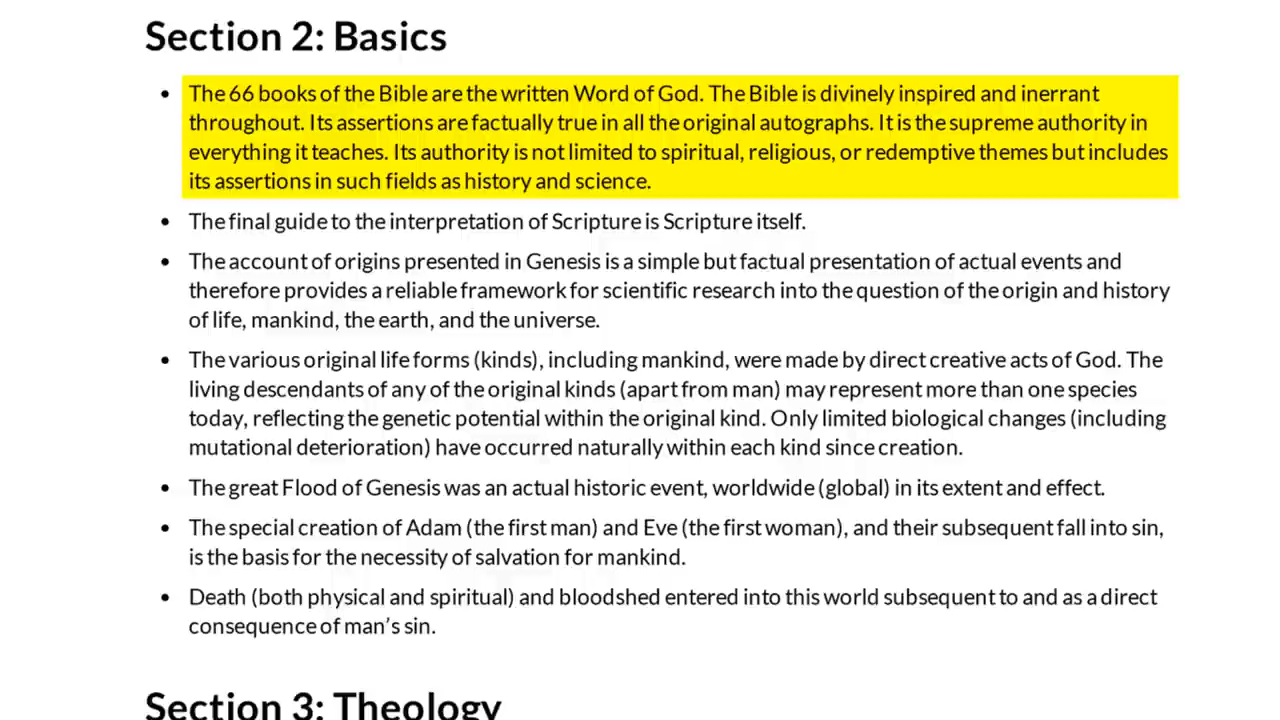 Section 2: Basics
• The 66 books of the Bible are the written Word of God. The Bible is divinely inspired and inerrant
throughout. Its assertions are factually true in all the original autographs. It is the supreme authority in
everything it teaches. Its authority is not limited to spiritual, religious, or redemptive themes but includes
its assertions in such fields as history and science.
• The final guide to the interpretation of Scripture is Scripture itself.
• The account of origins presented in Genesis is a simple but factual presentation of actual events and
therefore provides a reliable framework for scientific research into the question of the origin and history
of life, mankind, the earth, and the universe.
• The various original life forms (kinds), including mankind, were made by direct creative acts of God. The
living descendants of any of the original kinds (apart from man) may represent more than one species
today, reflecting the genetic potential within the original kind. Only limited biological changes (including
mutational deterioration) have occurred naturally within each kind since creation.
• The great Flood of Genesis was an actual historic event, worldwide (global) in its extent and effect.
• The special creation of Adam (the first man) and Eve (the first woman), and their subsequent fall into sin,
is the basis for the necessity of salvation for mankind.
• Death (both physical and spiritual) and bloodshed entered into this world subsequent to and as a direct
consequence of man’s sin.
Section 3: Theology